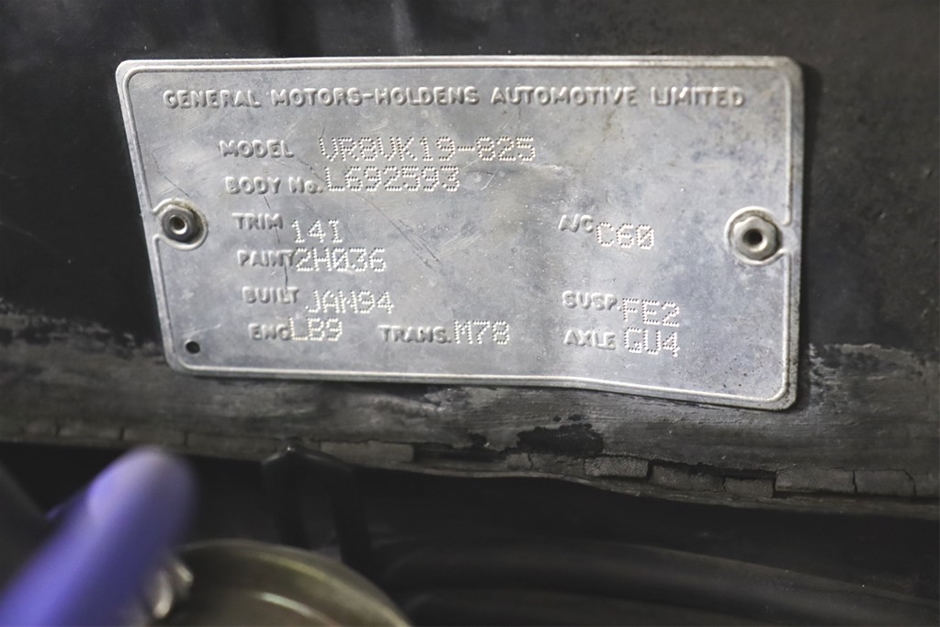 GENERAL MOTORS-HOLDENS AUTOMOTIVE LIMITED
MODEL VR8VK19-825
BODY No. L692593
TRIM 14I A/C C60
PAINT 2H036
BUILT JAN94 SUSP. FE2
ENG LB9 TRANS. M78 AXLE GU4